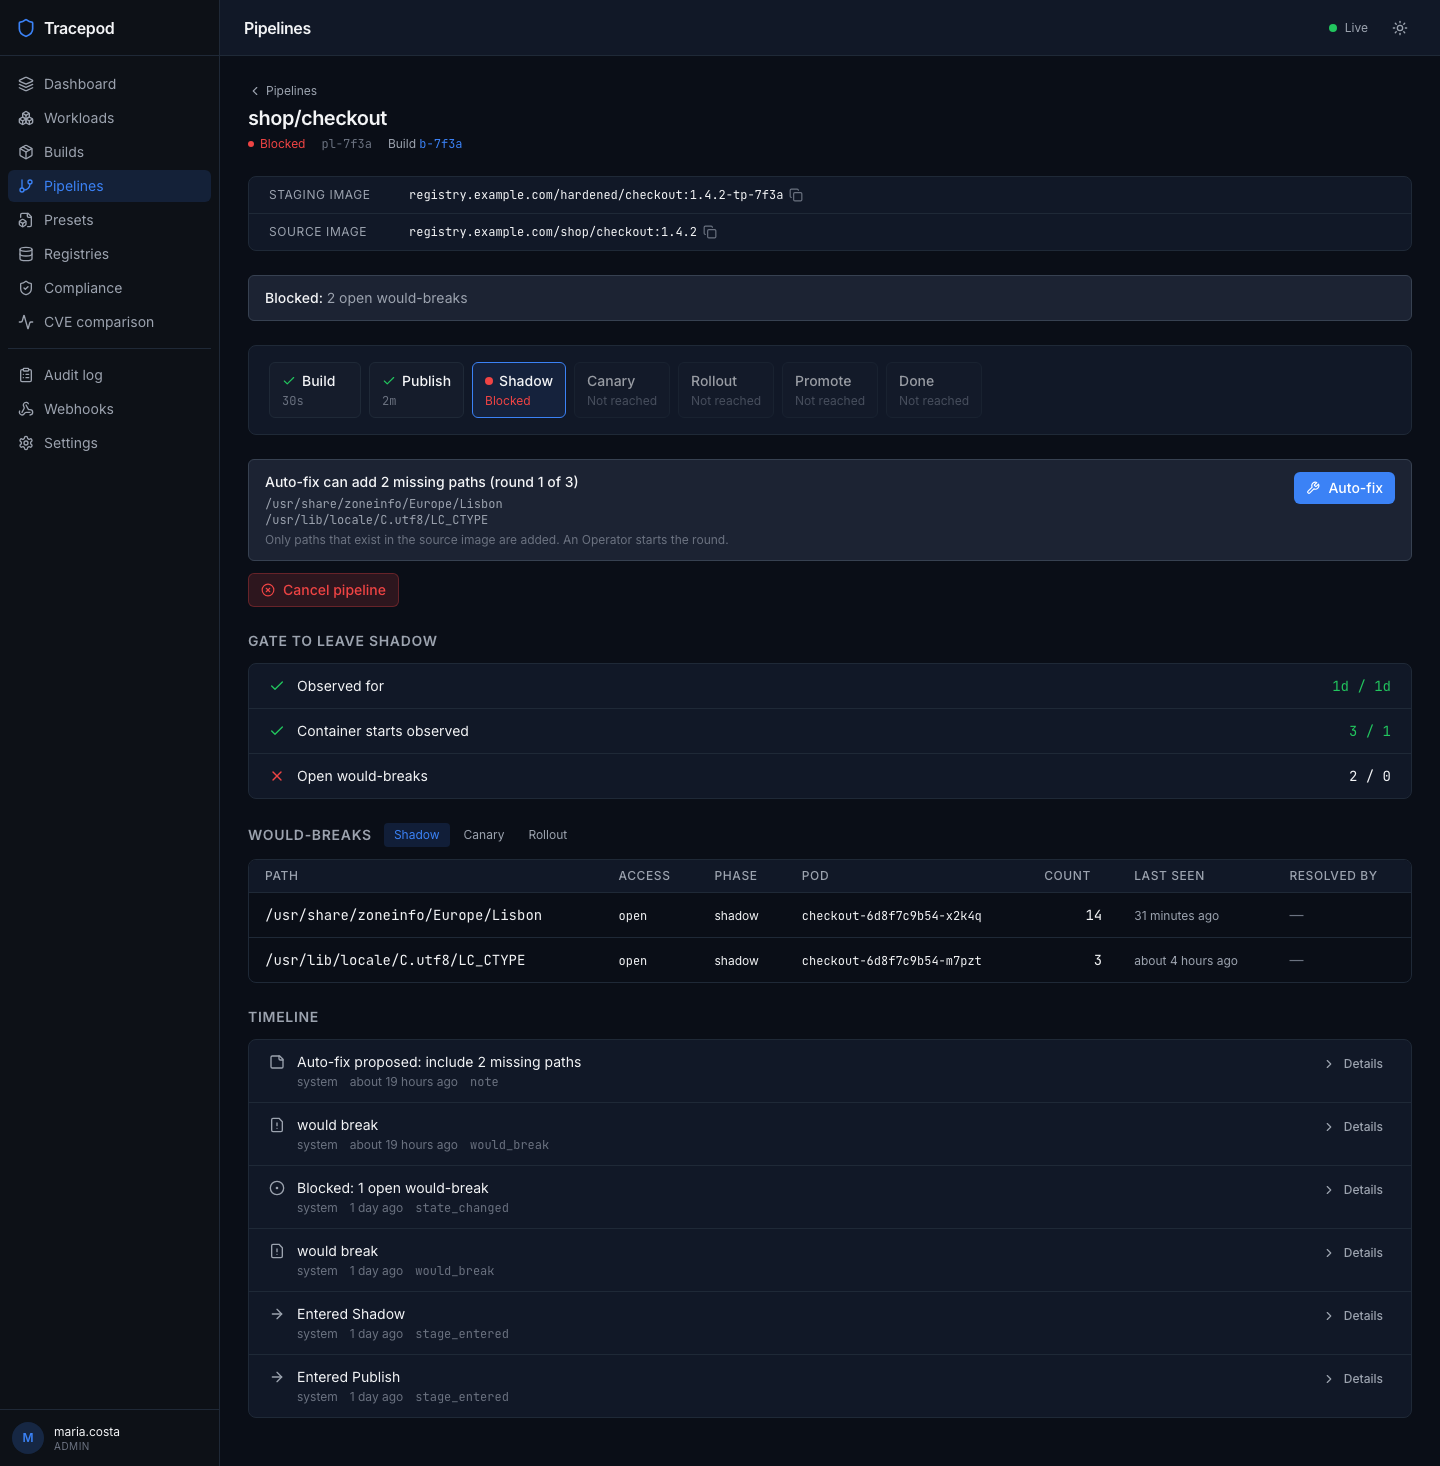 Tracepod
Pipelines
Live
Dashboard
Workloads
Builds
Pipelines
Presets
Registries
Compliance
CVE comparison
Audit log
Webhooks
Settings
maria.costa
ADMIN
M
Pipelines
shop/checkout
Blocked pl-7f3a Build b-7f3a
STAGING IMAGE registry.example.com/hardened/checkout:1.4.2-tp-7f3a
SOURCE IMAGE registry.example.com/shop/checkout:1.4.2
Blocked: 2 open would-breaks
Build Publish Shadow Canary Rollout Promote Done
30s 2m Blocked Not reached Not reached Not reached Not reached
Auto-fix can add 2 missing paths (round 1 of 3)
Auto-fix
/usr/share/zoneinfo/Europe/Lisbon
/usr/lib/locale/C.utf8/LC_CTYPE
Only paths that exist in the source image are added. An Operator starts the round.
Cancel pipeline
GATE TO LEAVE SHADOW
Observed for 1d / 1d
Container starts observed 3 / 1
Open would-breaks 2 / 0
WOULD-BREAKS Shadow Canary Rollout
PATH ACCESS PHASE POD COUNT LAST SEEN RESOLVED BY
/usr/share/zoneinfo/Europe/Lisbon open shadow checkout-6d8f7c9b54-x2k4q 14 31 minutes ago —
/usr/lib/locale/C.utf8/LC_CTYPE open shadow checkout-6d8f7c9b54-m7pzt 3 about 4 hours ago —
TIMELINE
Auto-fix proposed: include 2 missing paths Details
system about 19 hours ago note
would break Details
system about 19 hours ago would_break
Blocked: 1 open would-break Details
system 1 day ago state_changed
would break Details
system 1 day ago would_break
Entered Shadow Details
system 1 day ago stage_entered
Entered Publish Details
system 1 day ago stage_entered